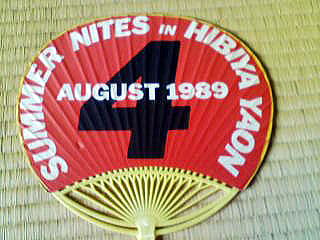 SUMMER NITES IN HIBIYA YAON
4
AUGUST 1989